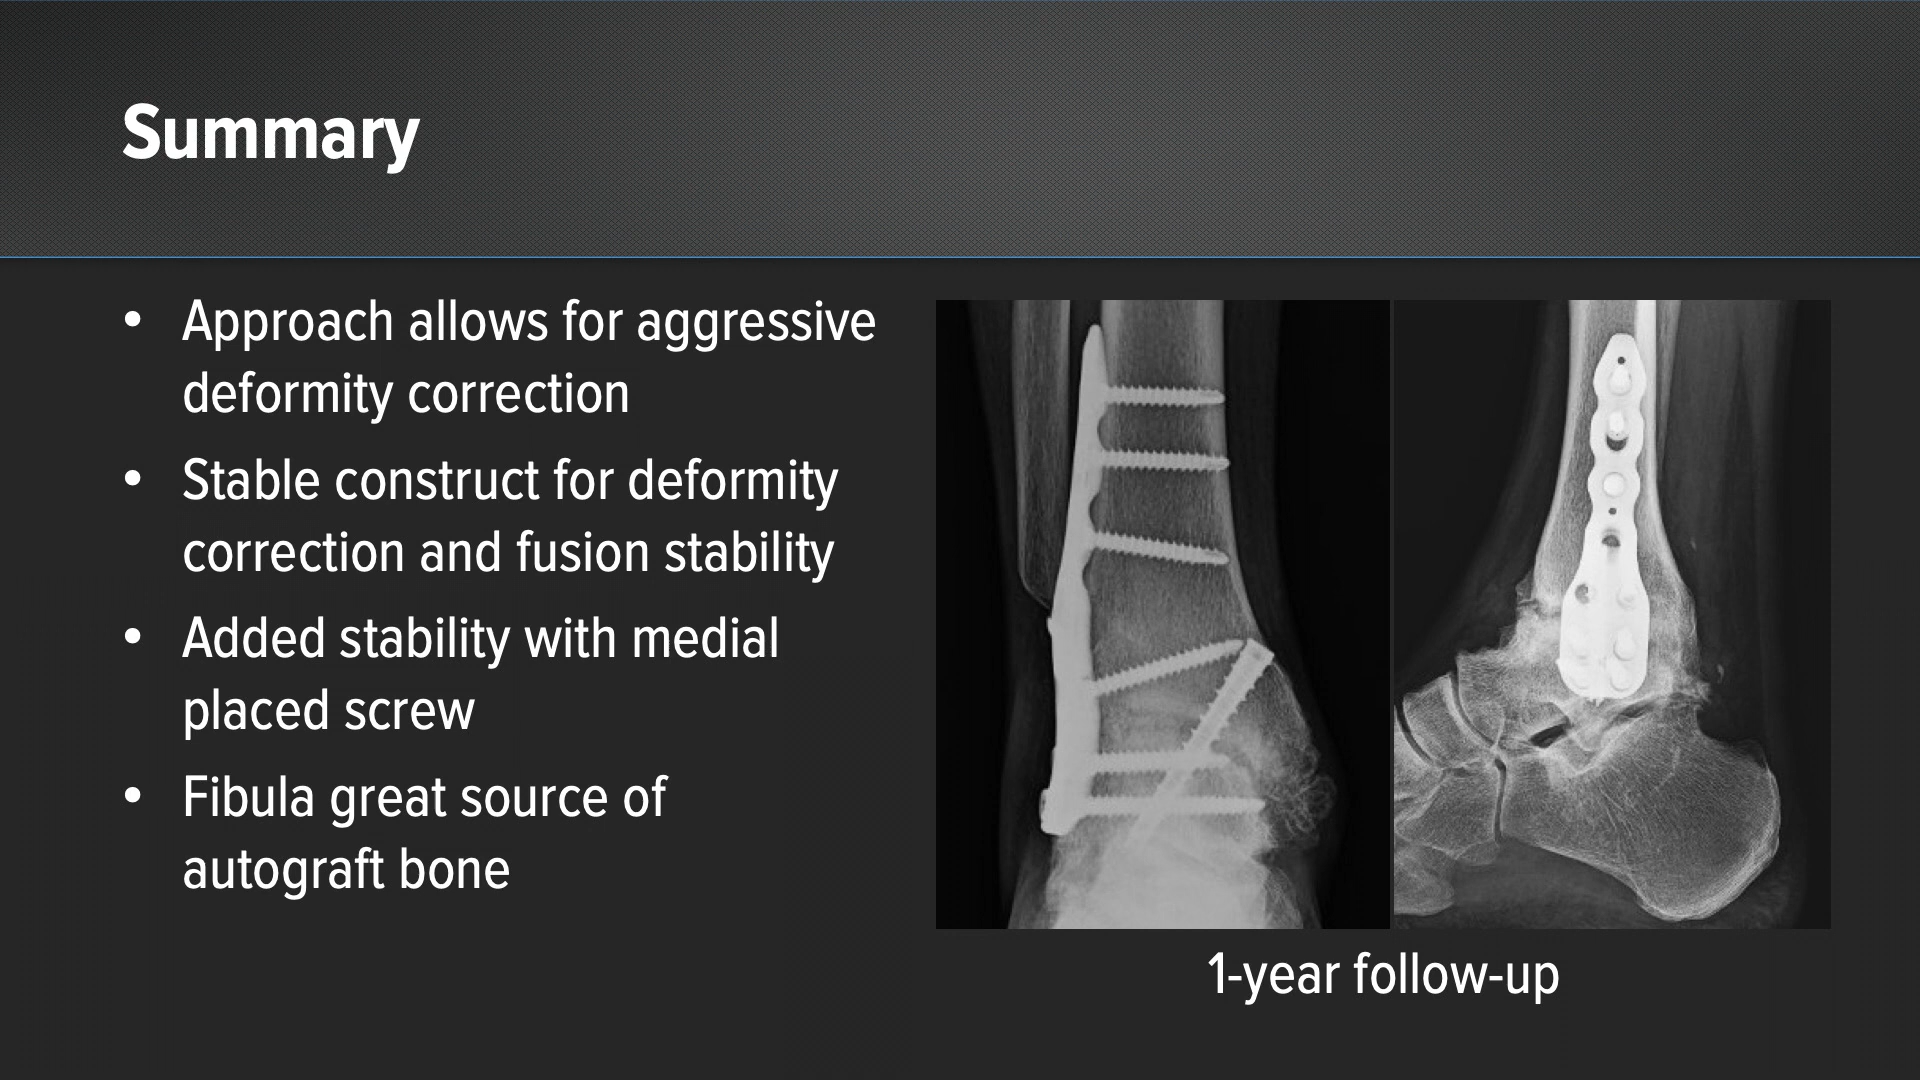 Summary
• Approach allows for aggressive
deformity correction
• Stable construct for deformity
correction and fusion stability
• Added stability with medial
placed screw
• Fibula great source of
autograft bone
1-year follow-up